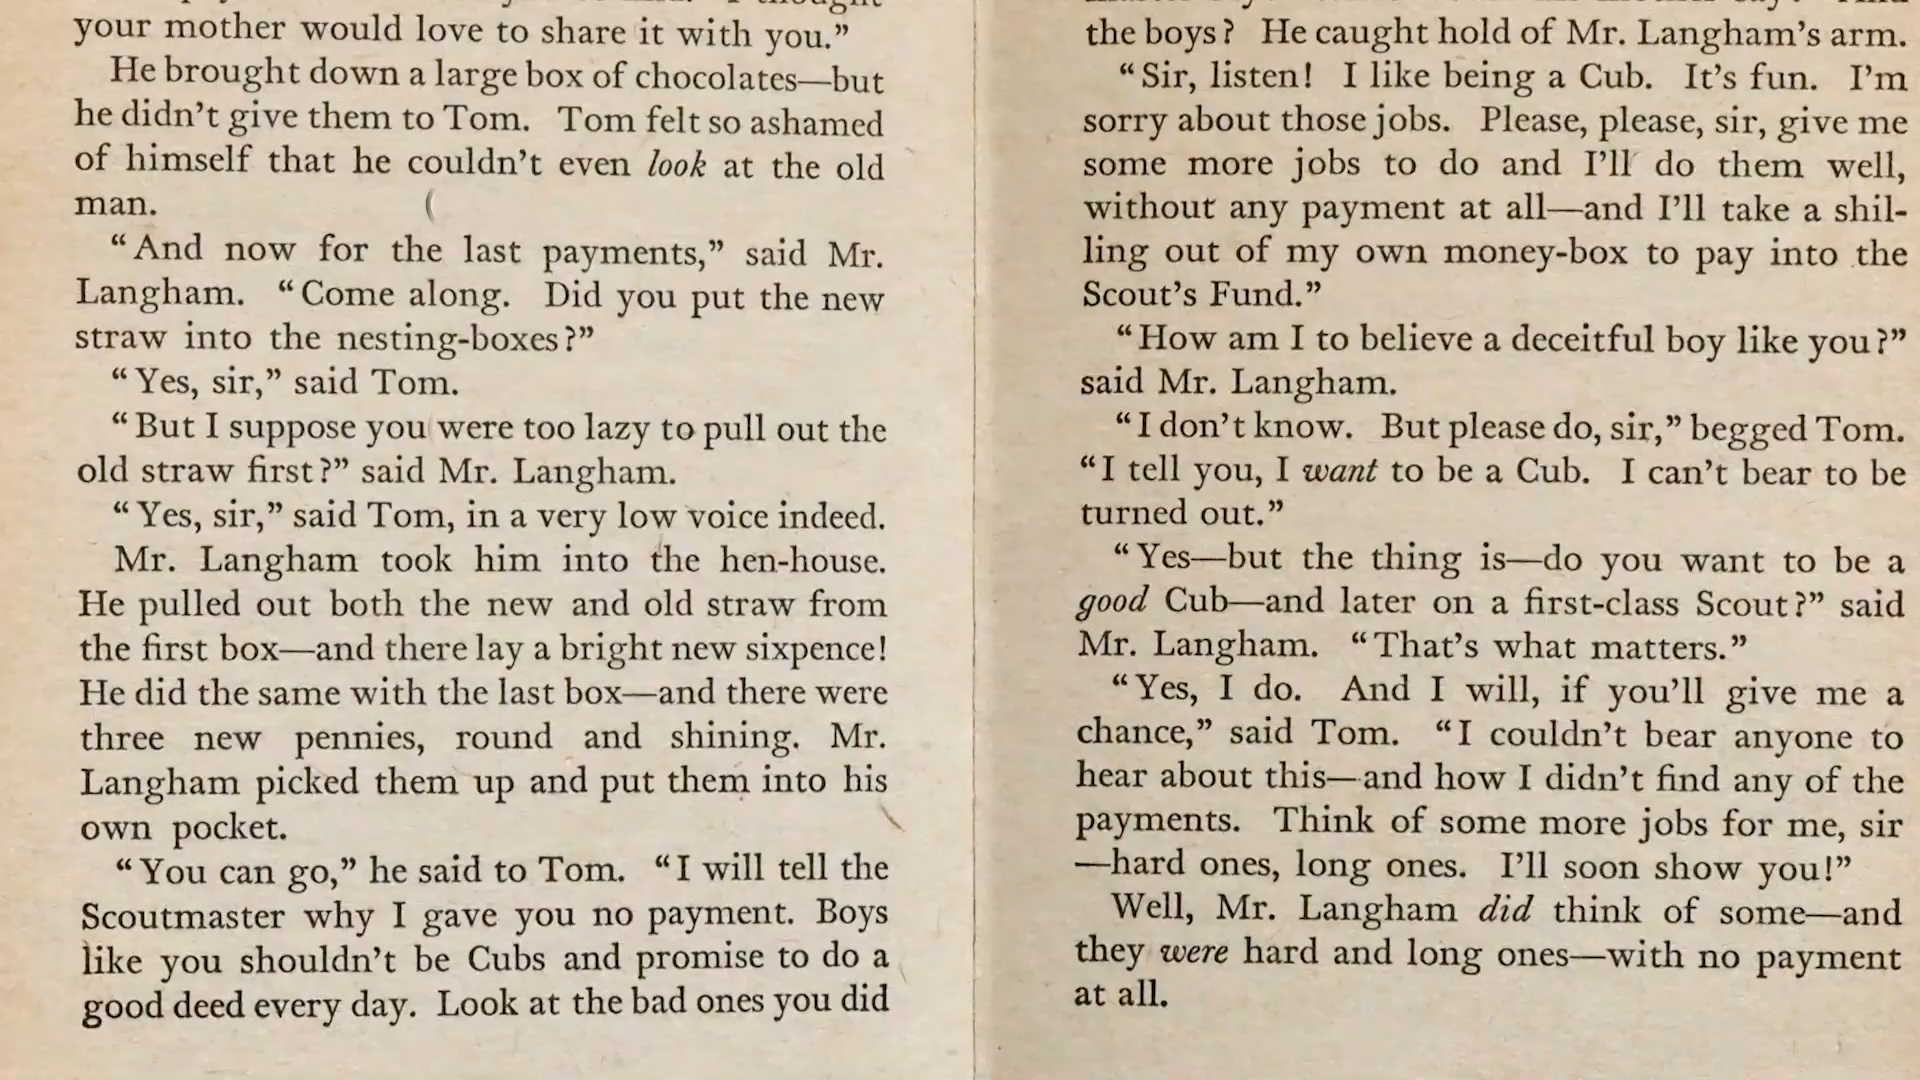 your mother would love to share it with you.”
He brought down a large box of chocolates—but
he didn’t give them to Tom. Tom felt so ashamed
of himself that he couldn’t even look at the old
man.
“And now for the last payments,” said Mr.
Langham. “Come along. Did you put the new
straw into the nesting-boxes?”
“Yes, sir,” said Tom.
“But I suppose you were too lazy to pull out the
old straw first?” said Mr. Langham.
“Yes, sir,” said Tom, in a very low voice indeed.
Mr. Langham took him into the hen-house.
He pulled out both the new and old straw from
the first box—and there lay a bright new sixpence!
He did the same with the last box—and there were
three new pennies, round and shining. Mr.
Langham picked them up and put them into his
own pocket.
“You can go,” he said to Tom. “I will tell the
Scoutmaster why I gave you no payment. Boys
like you shouldn’t be Cubs and promise to do a
good deed every day. Look at the bad ones you did
the boys? He caught hold of Mr. Langham’s arm.
“Sir, listen! I like being a Cub. It’s fun. I’m
sorry about those jobs. Please, please, sir, give me
some more jobs to do and I’ll do them well,
without any payment at all—and I’ll take a shil-
ling out of my own money-box to pay into the
Scout’s Fund.”
“How am I to believe a deceitful boy like you?”
said Mr. Langham.
“I don’t know. But please do, sir,” begged Tom.
“I tell you, I want to be a Cub. I can’t bear to be
turned out.”
“Yes—but the thing is—do you want to be a
good Cub—and later on a first-class Scout?” said
Mr. Langham. “That’s what matters.”
“Yes, I do. And I will, if you’ll give me a
chance,” said Tom. “I couldn’t bear anyone to
hear about this—and how I didn’t find any of the
payments. Think of some more jobs for me, sir
—hard ones, long ones. I’ll soon show you!”
Well, Mr. Langham did think of some—and
they were hard and long ones—with no payment
at all.